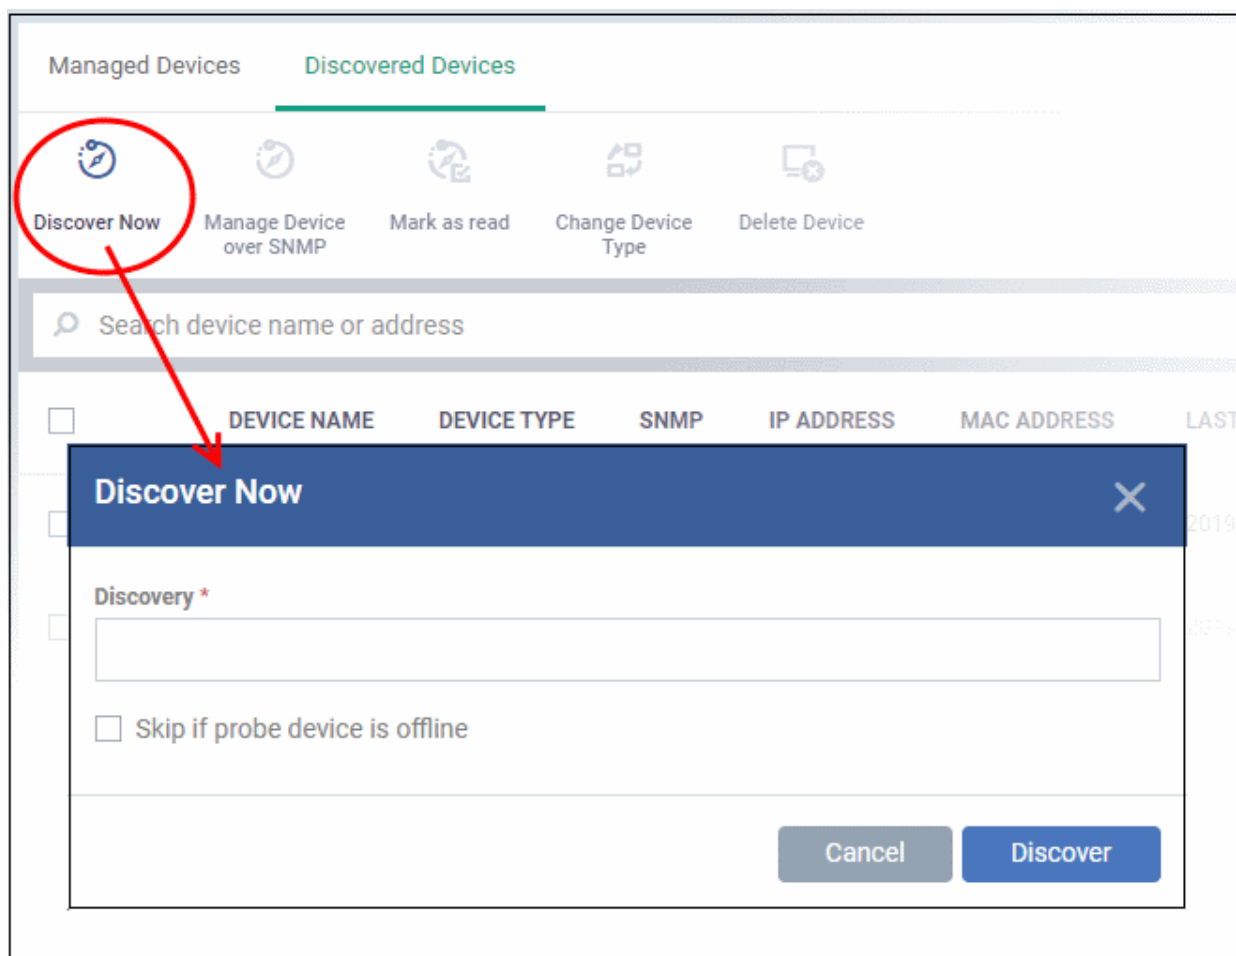 Managed Devices Discovered Devices
Discover Now Manage Device over SNMP Mark as read Change Device Type Delete Device
Search device name or address
DEVICE NAME DEVICE TYPE SNMP IP ADDRESS MAC ADDRESS LAST
Discover Now
2019
Discovery *
Skip if probe device is offline
Cancel Discover